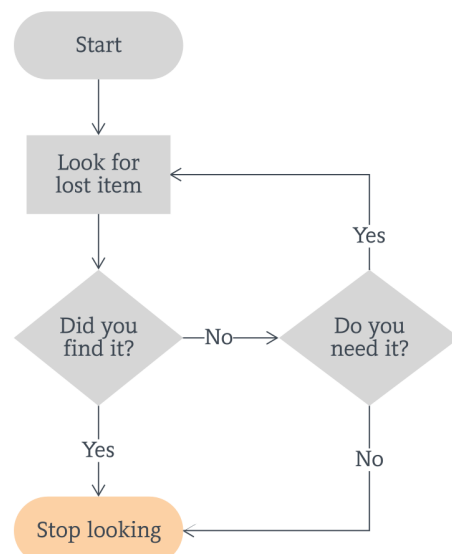 Start
Look for
lost item
Yes
Did you
find it?
No
Do you
need it?
Yes
No
Stop looking